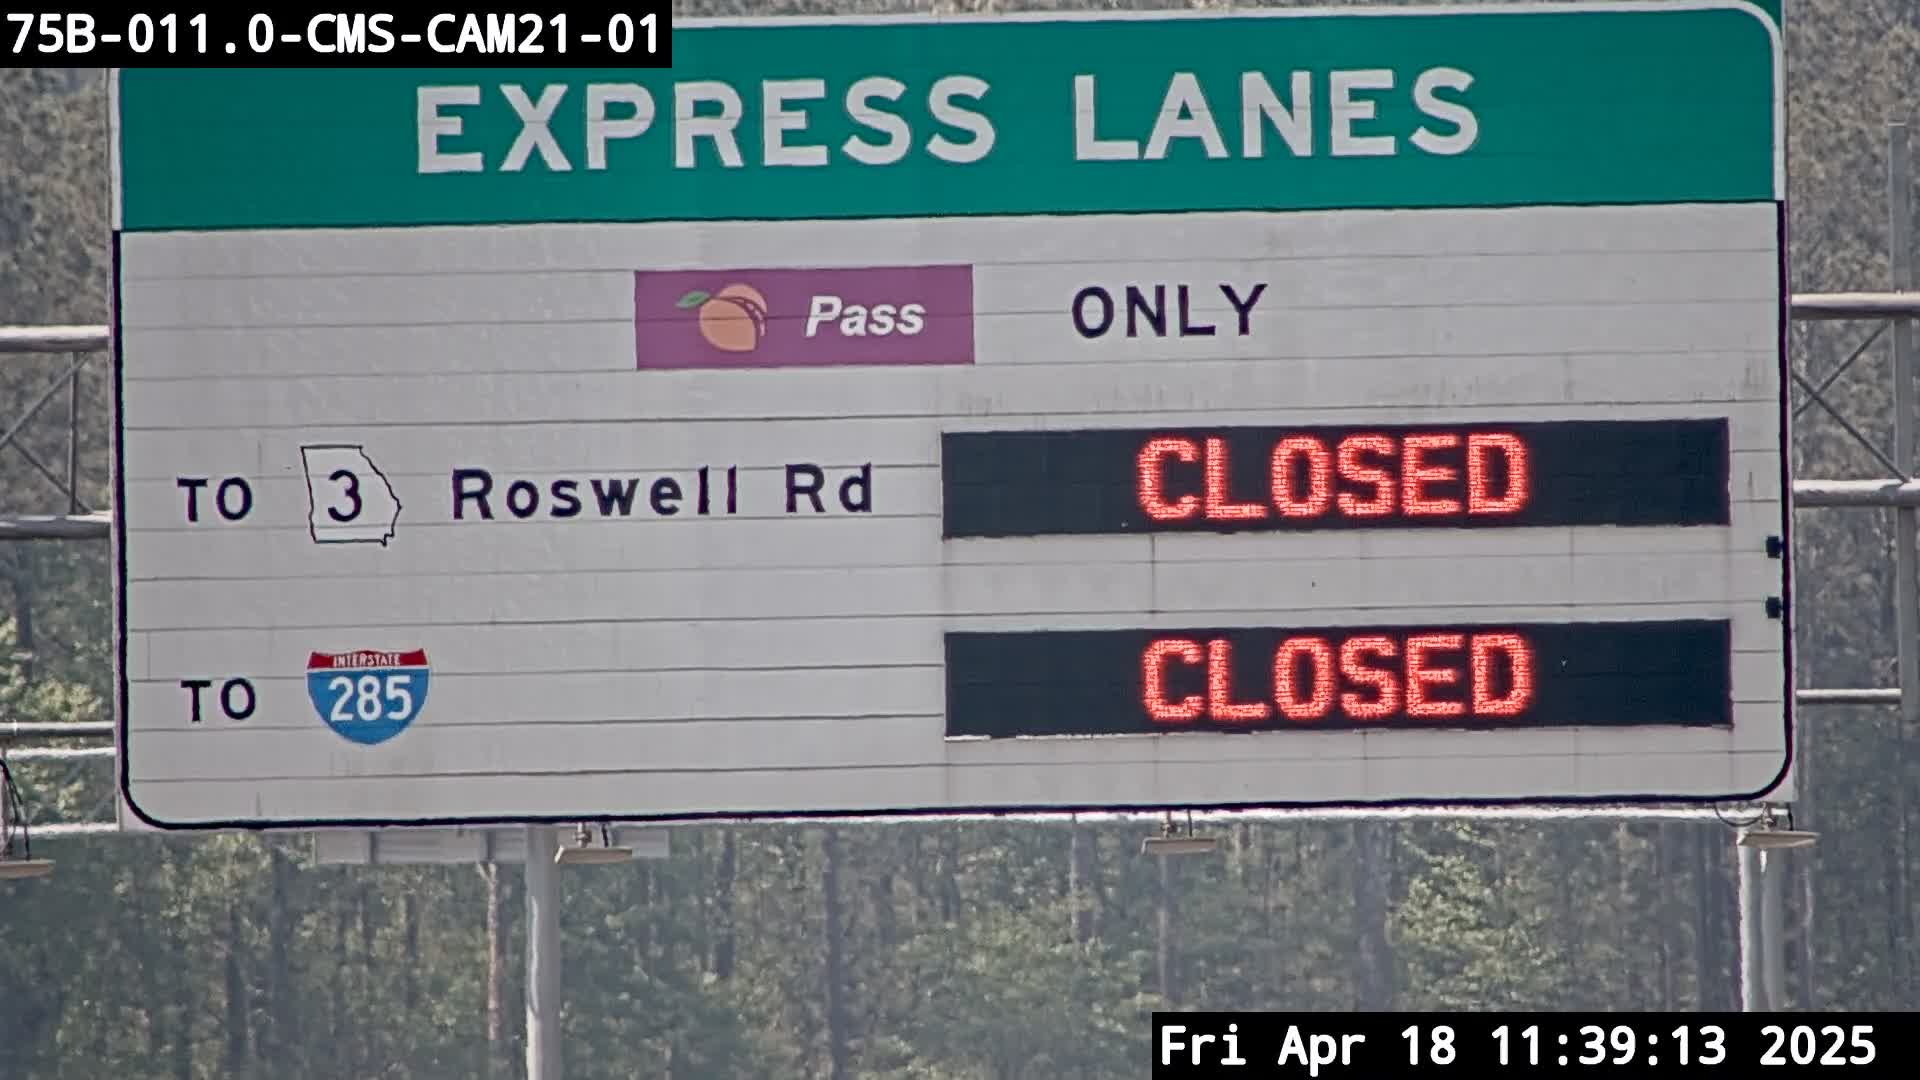 75B-011.0-CMS-CAM21-01
EXPRESS LANES
Pass ONLY
TO 3 Roswell Rd CLOSED
INTERSTATE
TO 285 CLOSED
Fri Apr 18 11:39:13 2025